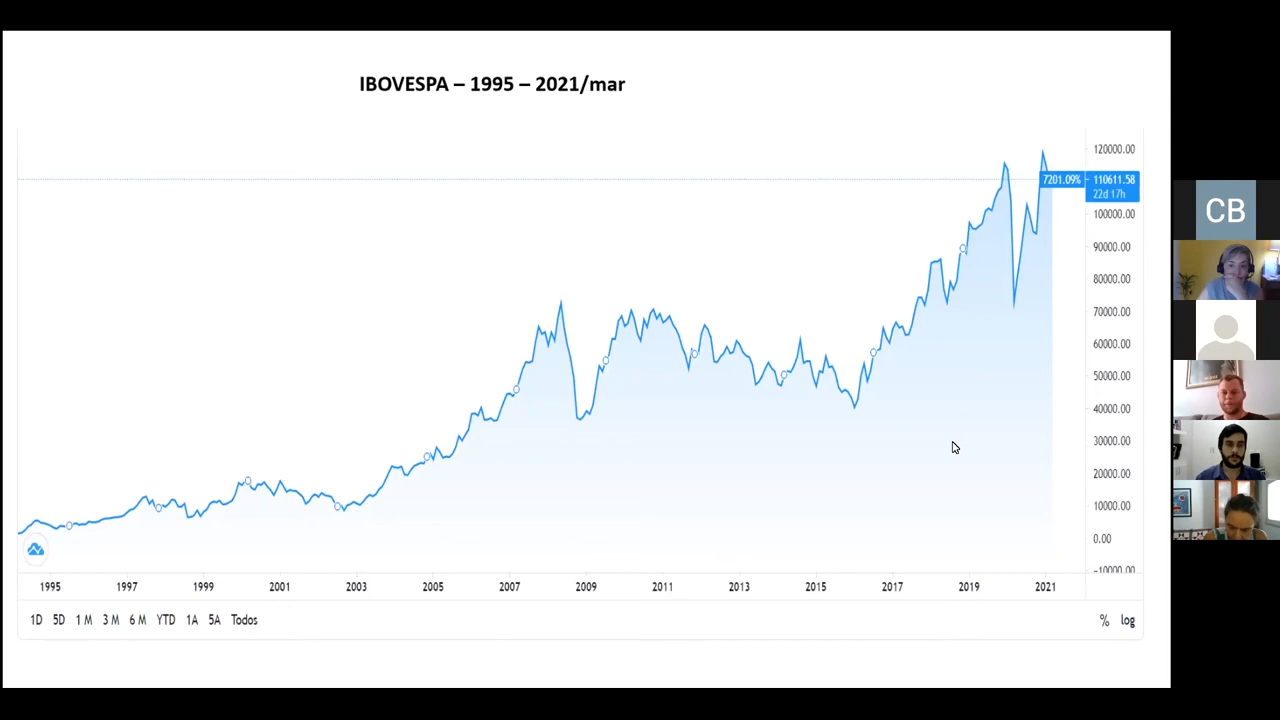 IBOVESPA – 1995 – 2021/mar
120000.00
7201.09% 110611.58
22d 17h
100000.00
90000.00
80000.00
70000.00
60000.00
50000.00
40000.00
30000.00
20000.00
10000.00
0.00
-10000.00
1995 1997 1999 2001 2003 2005 2007 2009 2011 2013 2015 2017 2019 2021
1D 5D 1 M 3 M 6 M YTD 1A 5A Todos % log
CB